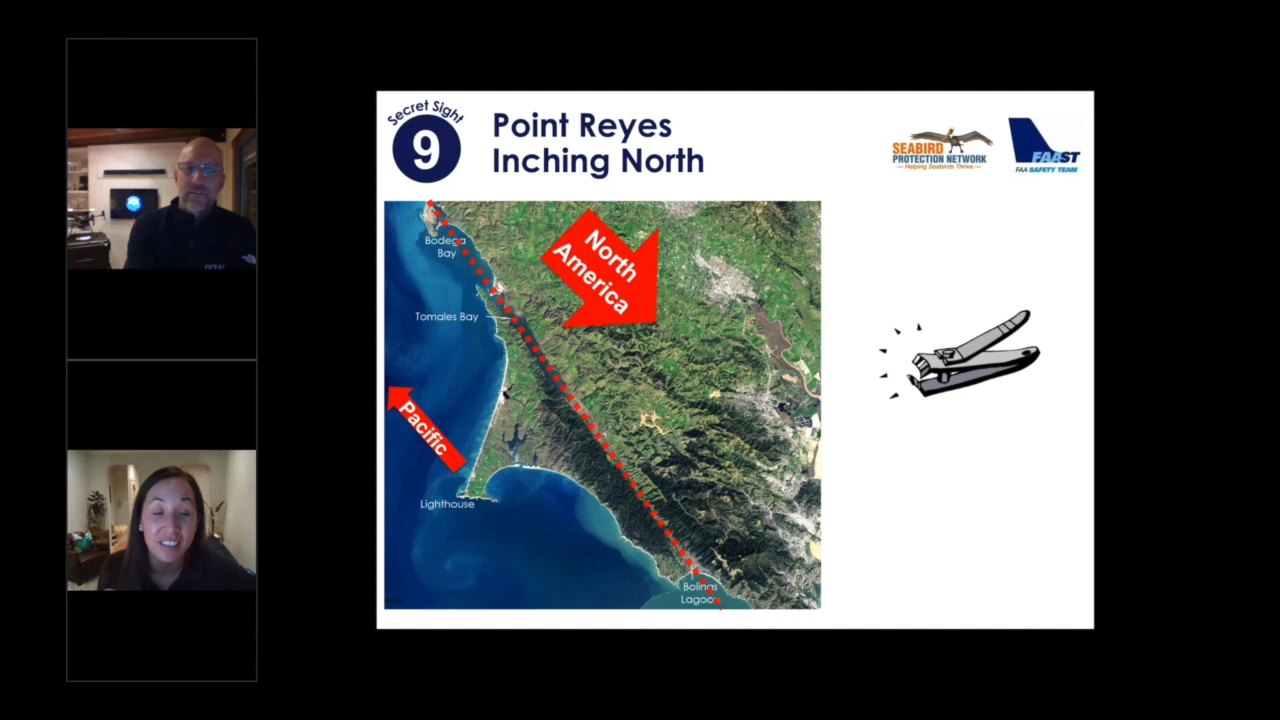 Secret Sight
9
Point Reyes
Inching North
SEABIRD
PROTECTION NETWORK
Helping Seabirds Thrive
FAAST
FAA SAFETY TEAM
Bodega
Bay
North
America
Tomales Bay
Pacific
Lighthouse
Bolinas
Lagoon